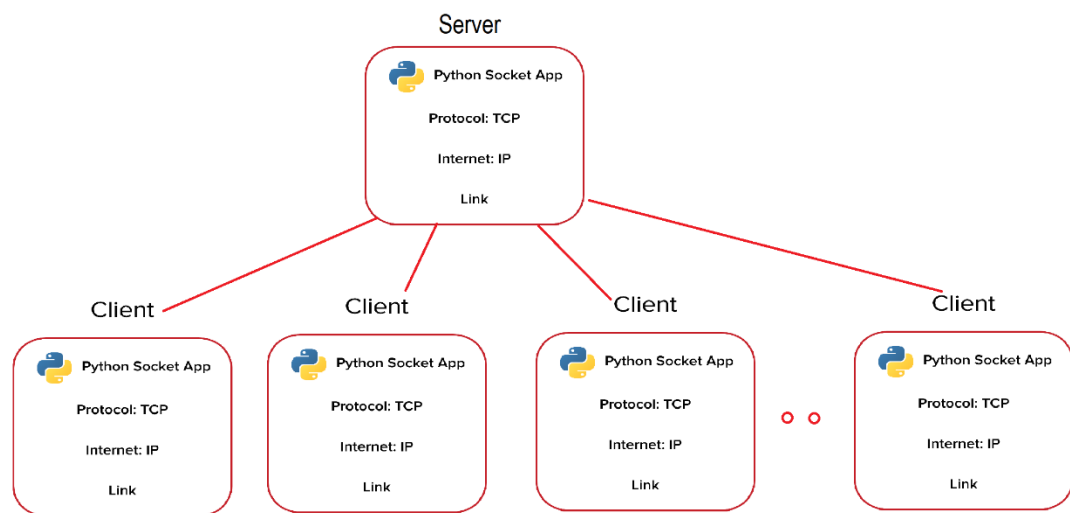 Server
Python Socket App
Protocol: TCP
Internet: IP
Link
Client
Python Socket App
Protocol: TCP
Internet: IP
Link
Client
Python Socket App
Protocol: TCP
Internet: IP
Link
Client
Python Socket App
Protocol: TCP
Internet: IP
Link
Client
Python Socket App
Protocol: TCP
Internet: IP
Link